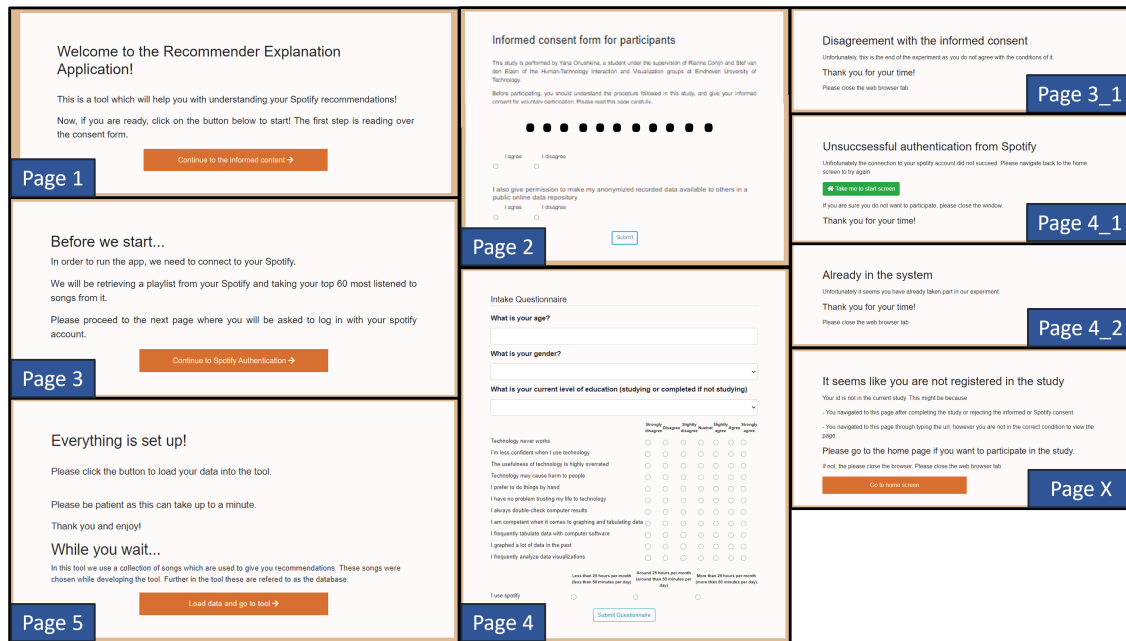 Welcome to the Recommender Explanation
Application!
This is a tool which will help you with understanding your Spotify recommendations!
Now, if you are ready, click on the button below to start! The first step is reading over
the consent form.
Continue to the informed content →
Page 1
Before we start...
In order to run the app, we need to connect to your Spotify.
We will be retrieving a playlist from your Spotify and taking your top 60 most listened to
songs from it.
Please proceed to the next page where you will be asked to log in with your spotify
account.
Continue to Spotify Authentication →
Page 3
Everything is set up!
Please click the button to load your data into the tool.
Please be patient as this can take up to a minute.
Thank you and enjoy!
While you wait...
In this tool we use a collection of songs which are used to give you recommendations. These songs were
chosen while developing the tool. Further in the tool these are refered to as the database.
Load data and go to tool →
Page 5
Informed consent form for participants
This study is performed by Yana Onushkina, a student under the supervision of Rianne Conijn and Stef van
den Elzen of the Human-Technology Interaction and Visualization groups at Eindhoven University of
Technology.
Before participating, you should understand the procedure followed in this study, and give your informed
consent for voluntary participation. Please read this page carefully.
I agree I disagree
I also give permission to make my anonymized recorded data available to others in a
public online data repository
I agree I disagree
Submit
Page 2
Intake Questionnaire
What is your age?
What is your gender?
What is your current level of education (studying or completed if not studying)
Strongly disagree Disagree Slightly disagree Neutral Slightly agree Agree Strongly agree
Technology never works
I'm less confident when I use technology
The usefulness of technology is highly overrated
Technology may cause harm to people
I prefer to do things by hand
I have no problem trusting my life to technology
I always double-check computer results
I am competent when it comes to graphing and tabulating data
I frequently tabulate data with computer software
I graphed a lot of data in the past
I frequently analyze data visualizations
Less than 25 hours per month (less than 50 minutes per day) Around 25 hours per month (around than 50 minutes per day) More than 25 hours per month (more than 50 minutes per day)
I use spotify
Submit Questionnaire
Page 4
Disagreement with the informed consent
Unfortunately, this is the end of the experiment as you do not agree with the conditions of it.
Thank you for your time!
Please close the web browser tab.
Page 3_1
Unsuccsessful authentication from Spotify
Unfrotunately the connection to your spotify account did not succeed. Please navigate back to the home
screen to try again.
Take me to start screen
If you are sure you do not want to participate, please close the window.
Thank you for your time!
Page 4_1
Already in the system
Unfortunately it seems you have already taken part in our experiment.
Thank you for your time!
Please close the web browser tab.
Page 4_2
It seems like you are not registered in the study
Your id is not in the current study. This might be because
- You navigated to this page after completing the study or rejecting the informed or Spotify consent.
- You navigated to this page through typing the url, however you are not in the correct condition to view the
page.
Please go to the home page if you want to participate in the study.
If not, the please close the browser. Please close the web browser tab.
Go to home screen
Page X